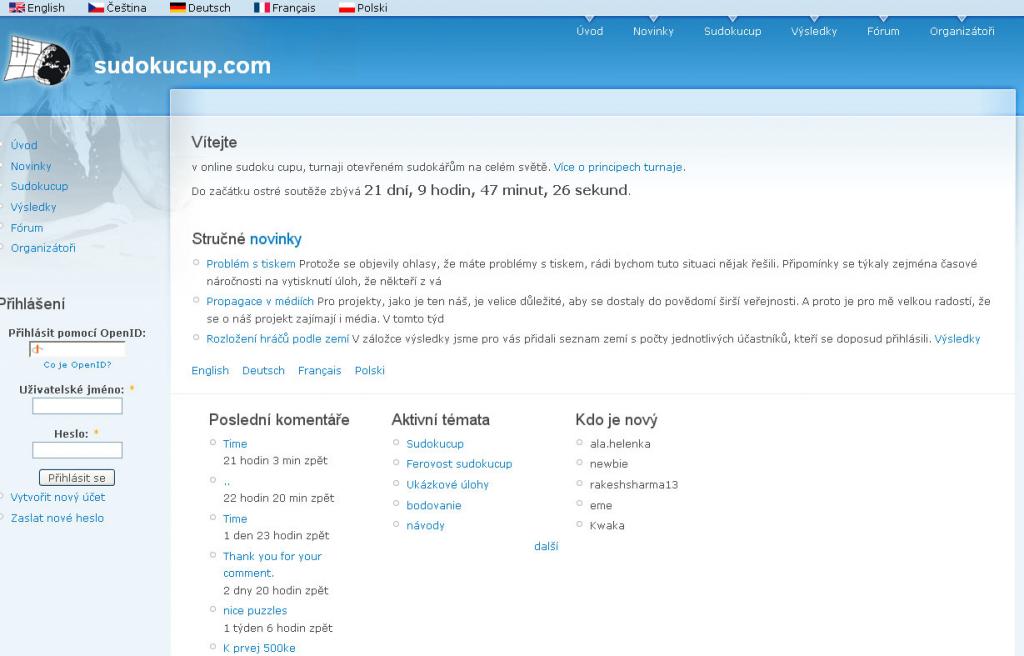 English Čeština Deutsch Français Polski
Úvod Novinky Sudokucup Výsledky Fórum Organizátoři
sudokucup.com
Úvod
Novinky
Sudokucup
Výsledky
Fórum
Organizátoři
Přihlášení
Přihlásit pomocí OpenID:
Co je OpenID?
Uživatelské jméno: *
Heslo: *
Přihlásit se
Vytvořit nový účet
Zaslat nové heslo
Vítejte
v online sudoku cupu, turnaji otevřeném sudokářům na celém světě. Více o principech turnaje.
Do začátku ostré soutěže zbývá 21 dní, 9 hodin, 47 minut, 26 sekund.
Stručné novinky
Problém s tiskem Protože se objevily ohlasy, že máte problémy s tiskem, rádi bychom tuto situaci nějak řešili. Připomínky se týkaly zejména časové
náročnosti na vytisknutí úloh, že někteří z vá
Propagace v médiích Pro projekty, jako je ten náš, je velice důležité, aby se dostaly do povědomí širší veřejnosti. A proto je pro mě velkou radostí, že
se o náš projekt zajímají i média. V tomto týd
Rozložení hráčů podle zemí V záložce výsledky jsme pro vás přidali seznam zemí s počty jednotlivých účastníků, kteří se doposud přihlásili. Výsledky
English Deutsch Français Polski
Poslední komentáře
Time
21 hodin 3 min zpět
..
22 hodin 20 min zpět
Time
1 den 23 hodin zpět
Thank you for your
comment.
2 dny 20 hodin zpět
nice puzzles
1 týden 6 hodin zpět
K prvej 500ke
Aktivní témata
Sudokucup
Ferovost sudokucup
Ukázkové úlohy
bodovanie
návody
další
Kdo je nový
ala.helenka
newbie
rakeshsharma13
eme
Kwaka